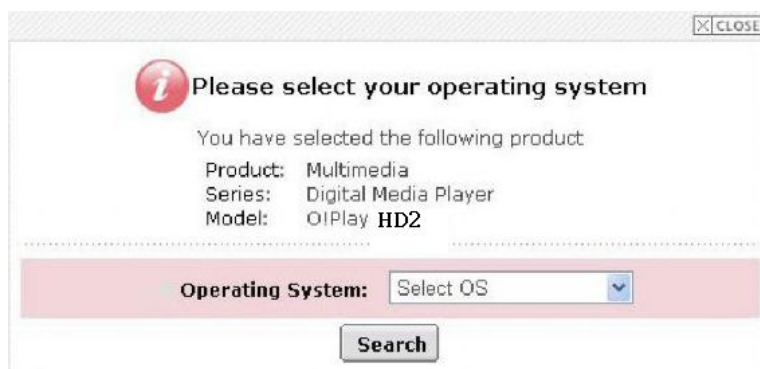 CLOSE
Please select your operating system
You have selected the following product
Product: Multimedia
Series: Digital Media Player
Model: O!Play HD2
Operating System: Select OS
Search